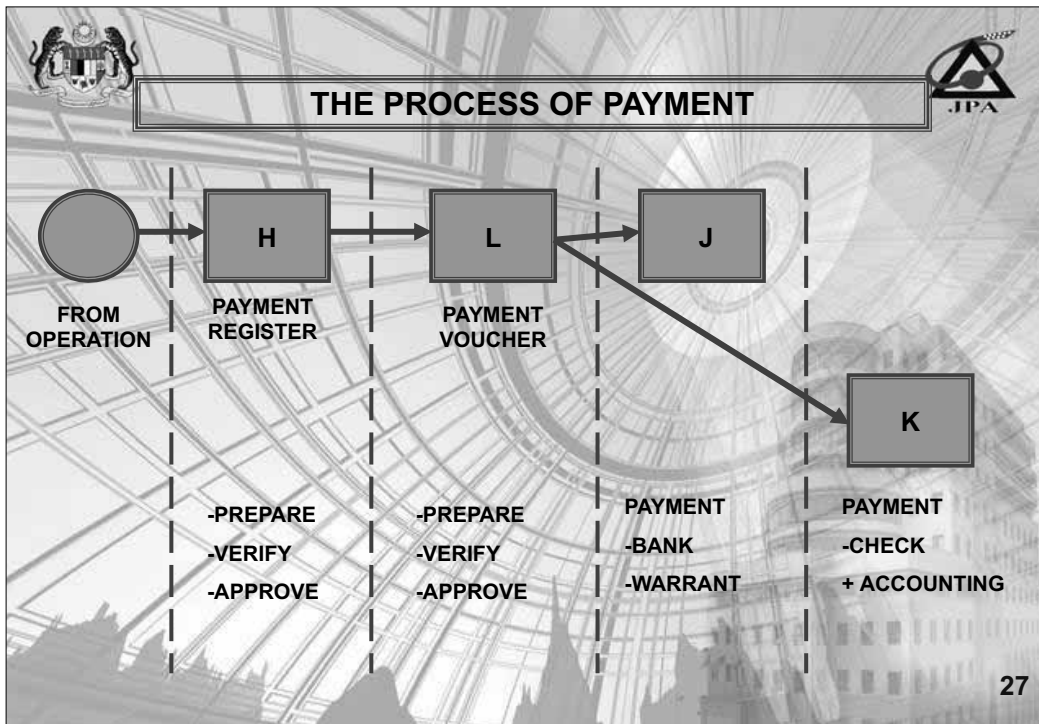 THE PROCESS OF PAYMENT
JPA
H
L
J
FROM
OPERATION
PAYMENT
REGISTER
PAYMENT
VOUCHER
K
-PREPARE
-VERIFY
-APPROVE
-PREPARE
-VERIFY
-APPROVE
PAYMENT
-BANK
-WARRANT
PAYMENT
-CHECK
+ ACCOUNTING
27